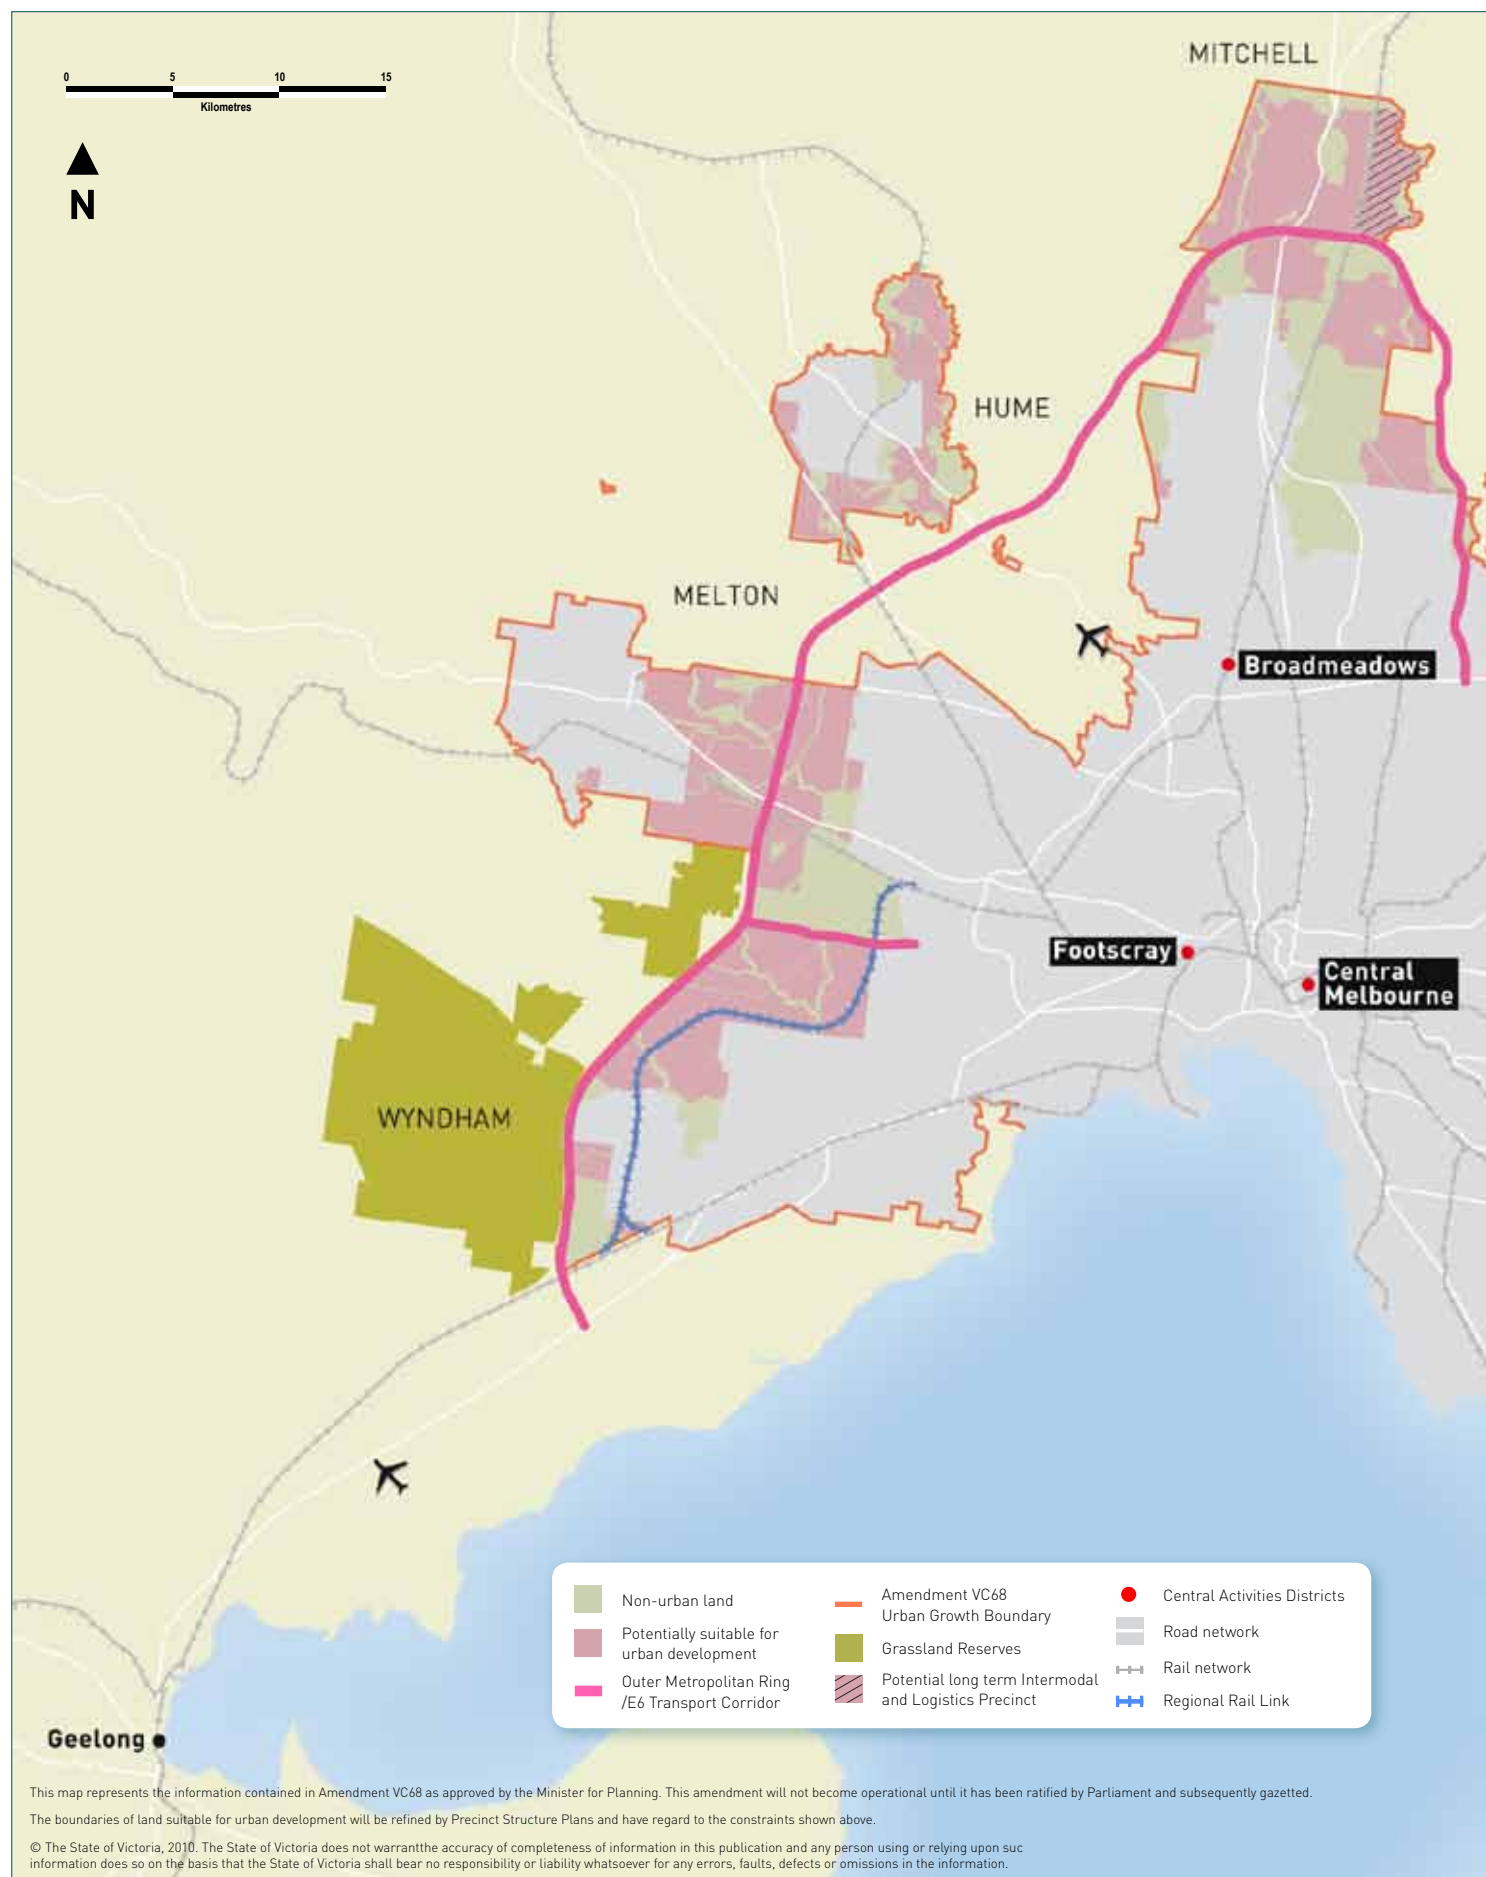 MITCHELL
0 5 10 15
Kilometres
N
HUME
MELTON
Broadmeadows
Footscray
Central
Melbourne
WYNDHAM
Non-urban land
Potentially suitable for
urban development
Outer Metropolitan Ring
/E6 Transport Corridor
Amendment VC68
Urban Growth Boundary
Grassland Reserves
Potential long term Intermodal
and Logistics Precinct
Central Activities Districts
Road network
Rail network
Regional Rail Link
Geelong
This map represents the information contained in Amendment VC68 as approved by the Minister for Planning. This amendment will not become operational until it has been ratified by Parliament and subsequently gazetted.
The boundaries of land suitable for urban development will be refined by Precinct Structure Plans and have regard to the constraints shown above.
© The State of Victoria, 2010. The State of Victoria does not warrantthe accuracy of completeness of information in this publication and any person using or relying upon suc
information does so on the basis that the State of Victoria shall bear no responsibility or liability whatsoever for any errors, faults, defects or omissions in the information.